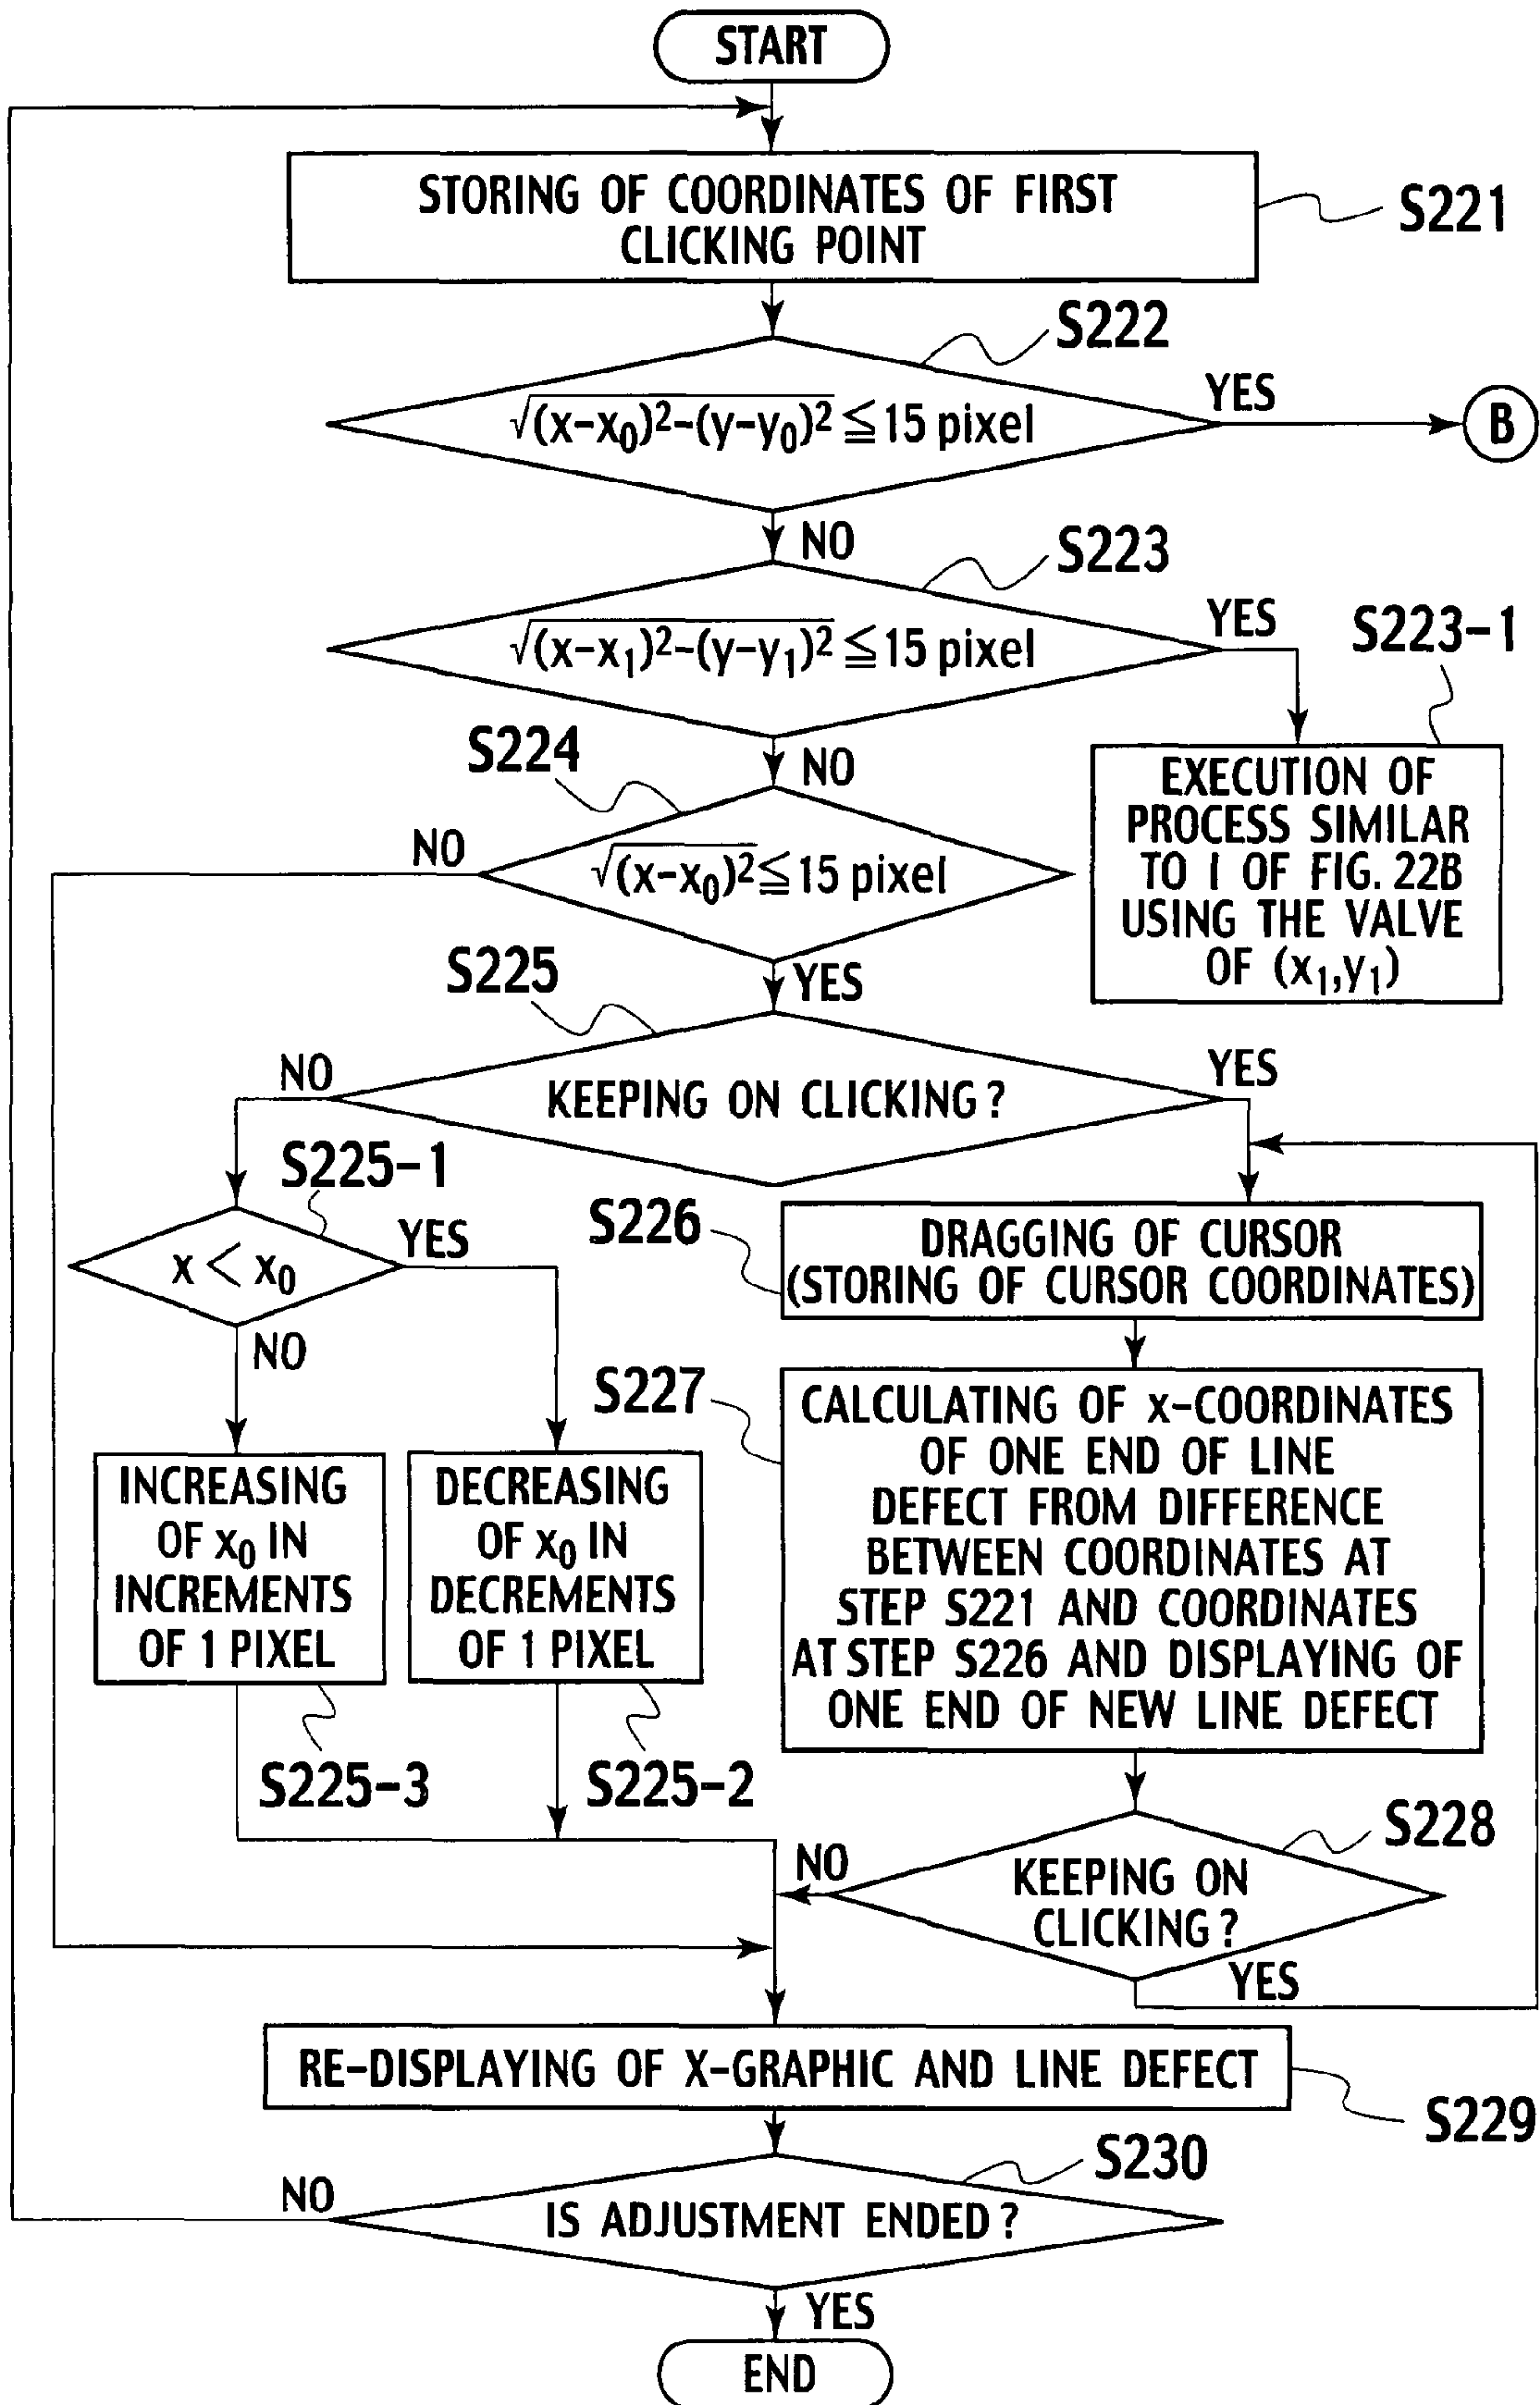 START
STORING OF COORDINATES OF FIRST
CLICKING POINT
S221
S222
√(x-x₀)²-(y-y₀)² ≦ 15 pixel
YES
B
NO
S223
√(x-x₁)²-(y-y₁)² ≦ 15 pixel
YES
S223-1
EXECUTION OF
PROCESS SIMILAR
TO I OF FIG. 22B
USING THE VALVE
OF (x₁,y₁)
NO
S224
√(x-x₀)² ≦ 15 pixel
NO
YES
S225
KEEPING ON CLICKING?
NO
YES
S225-1
x < x₀
YES
NO
S226
DRAGGING OF CURSOR
(STORING OF CURSOR COORDINATES)
S227
CALCULATING OF x-COORDINATES
OF ONE END OF LINE
DEFECT FROM DIFFERENCE
BETWEEN COORDINATES AT
STEP S221 AND COORDINATES
AT STEP S226 AND DISPLAYING OF
ONE END OF NEW LINE DEFECT
INCREASING
OF x₀ IN
INCREMENTS
OF 1 PIXEL
DECREASING
OF x₀ IN
DECREMENTS
OF 1 PIXEL
S225-3
S225-2
S228
KEEPING ON
CLICKING?
NO
YES
RE-DISPLAYING OF X-GRAPHIC AND LINE DEFECT
S229
S230
IS ADJUSTMENT ENDED?
NO
YES
END